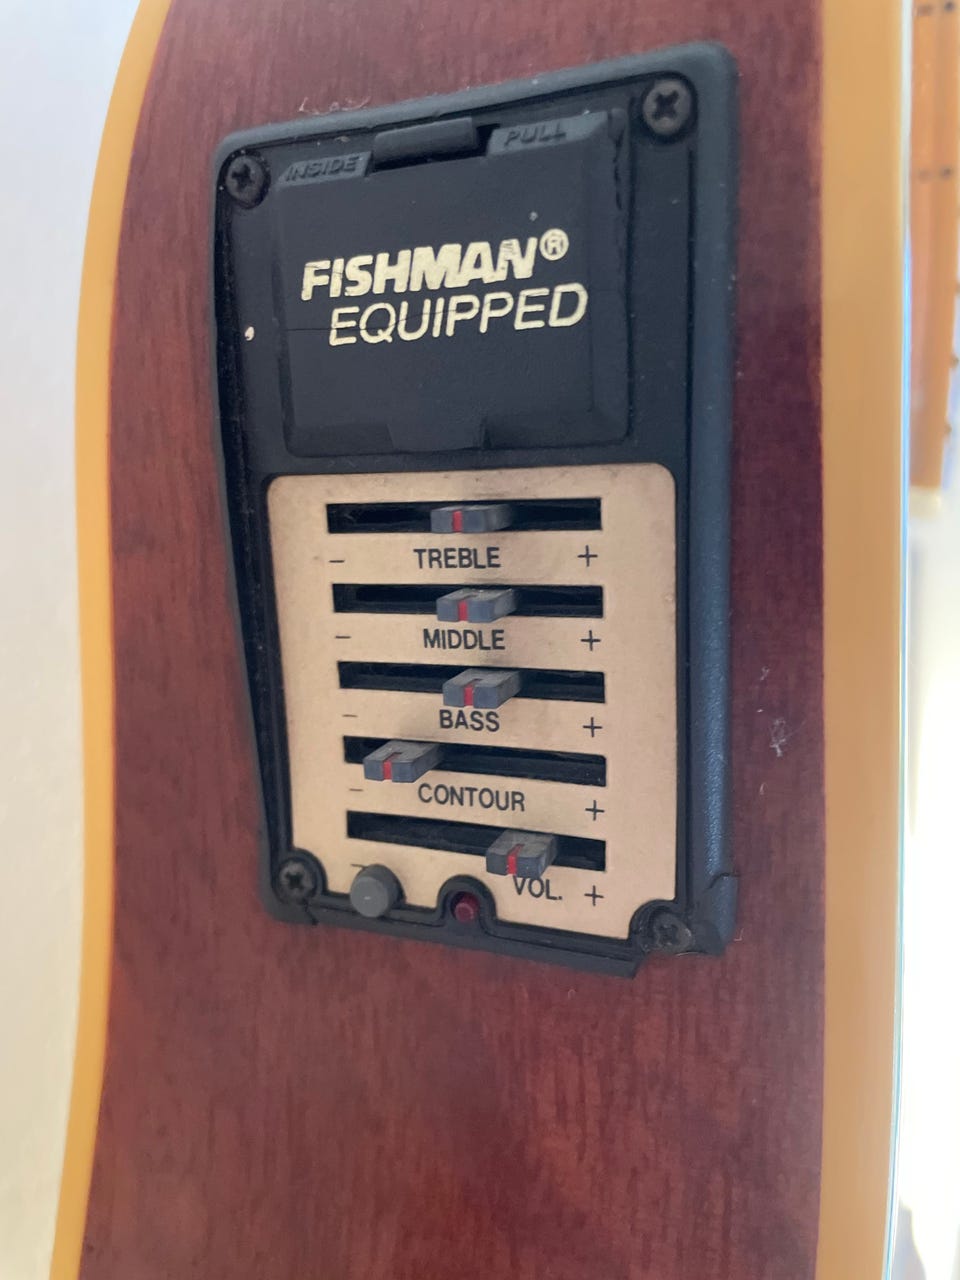 INSIDE PULL
FISHMAN®
EQUIPPED
- TREBLE +
- MIDDLE +
- BASS +
- CONTOUR +
- VOL. +